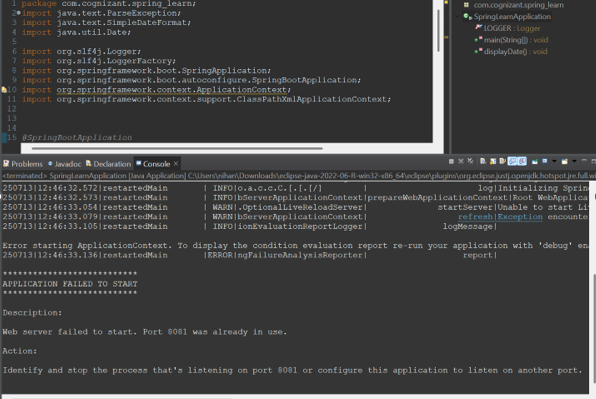 1 package com.cognizant.spring_learn;
2 import java.text.ParseException;
3 import java.text.SimpleDateFormat;
4 import java.util.Date;
5
6 import org.slf4j.Logger;
7 import org.slf4j.LoggerFactory;
8 import org.springframework.boot.SpringApplication;
9 import org.springframework.boot.autoconfigure.SpringBootApplication;
10 import org.springframework.context.ApplicationContext;
11 import org.springframework.context.support.ClassPathXmlApplicationContext;
12
13
14
15 @SpringBootApplication
com.cognizant.spring_learn
SpringLearnApplication
LOGGER : Logger
main(String[]) : void
displayDate() : void
Problems Javadoc Declaration Console
<terminated> SpringLearnApplication [Java Application] C:\Users\nihan\Downloads\eclipse-java-2022-06-R-win32-x86_64\eclipse\plugins\org.eclipse.justj.openjdk.hotspot.jre.full.wi
250713|12:46:32.572|restartedMain | INFO|o.a.c.c.C.[.[.[/] | log|Initializing Sprin
250713|12:46:32.573|restartedMain | INFO|bServerApplicationContext|prepareWebApplicationContext|Root WebApplica
250713|12:46:33.054|restartedMain | WARN|.OptionalLiveReloadServer| startServer|Unable to start Li
250713|12:46:33.079|restartedMain | WARN|bServerApplicationContext| refresh|Exception encounte
250713|12:46:33.105|restartedMain | INFO|ionEvaluationReportLogger| logMessage|
Error starting ApplicationContext. To display the condition evaluation report re-run your application with 'debug' ena
250713|12:46:33.136|restartedMain |ERROR|ngFailureAnalysisReporter| report|
***************************
APPLICATION FAILED TO START
***************************
Description:
Web server failed to start. Port 8081 was already in use.
Action:
Identify and stop the process that's listening on port 8081 or configure this application to listen on another port.